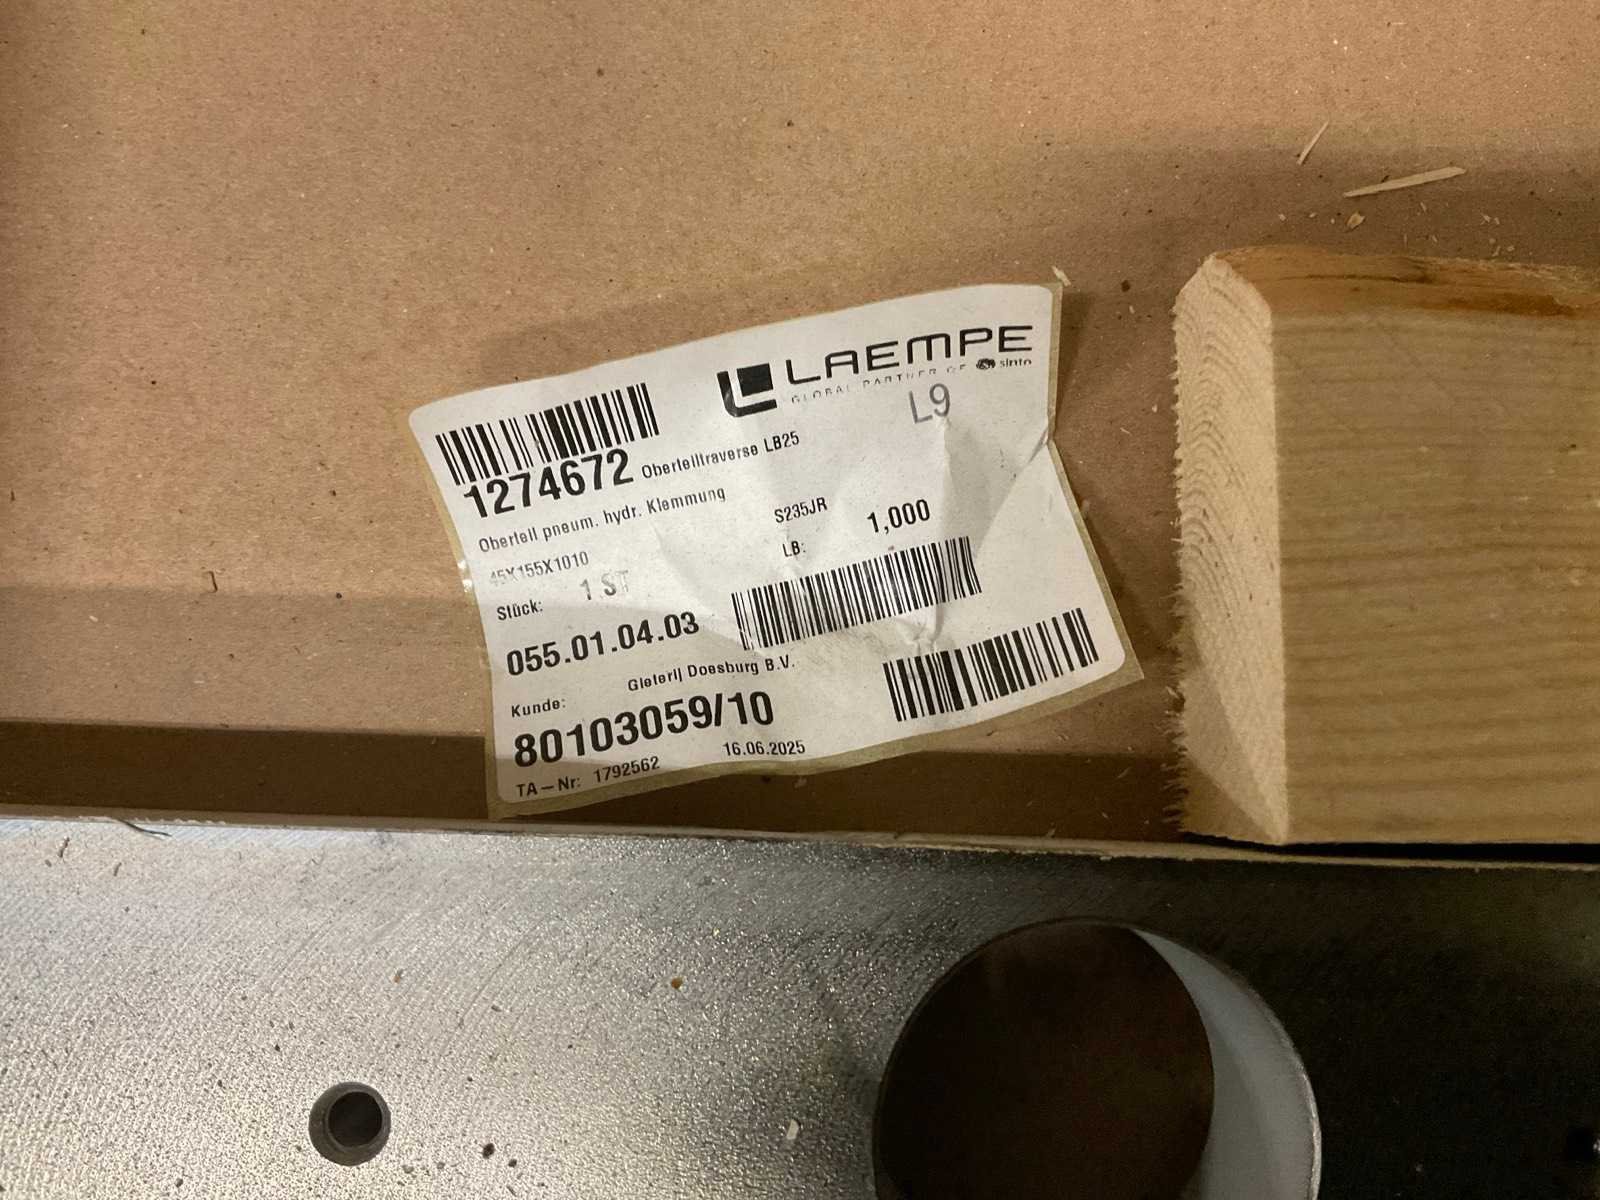 LAEMPE
GLOBAL PARTNER OF sinto
L9
1274672 Oberteiltraverse LB25
Oberteil pneum. hydr. Klemmung
45X155X1010 S235JR
Stück: 1 ST LB: 1,000
055.01.04.03
Kunde: Gieterij Doesburg B.V.
80103059/10
TA-Nr: 1792562 16.06.2025